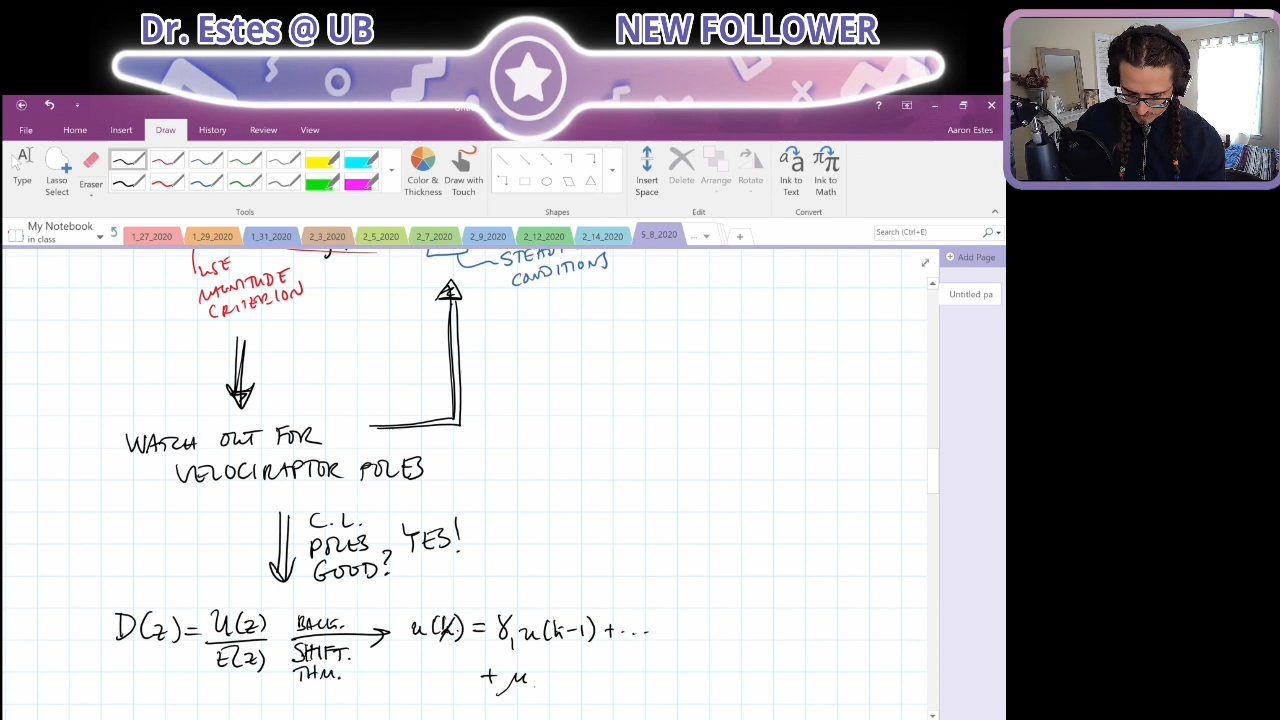 Dr. Estes @ UB
NEW FOLLOWER
Aaron Estes
File Home Insert Draw History Review View
Type
Lasso Select
Eraser
Color & Thickness
Draw with Touch
Insert Space
Delete
Arrange
Rotate
Ink to Text
Ink to Math
Tools
Shapes
Edit
Convert
My Notebook
in class
1_27_2020 1_29_2020 1_31_2020 2_3_2020 2_5_2020 2_7_2020 2_9_2020 2_12_2020 2_14_2020 5_8_2020 ...
Search (Ctrl+E)
Add Page
Untitled pa
USE
MAGNITUDE
CRITERION
STEADY
CONDITIONS
WATCH OUT FOR
VELOCIRAPTOR POLES
C.L.
POLES
GOOD?
YES!
D(z) = U(z)/E(z)
BACK.
SHIFT.
THM.
u(k) = γ₁u(k-1) + ...
+ μ